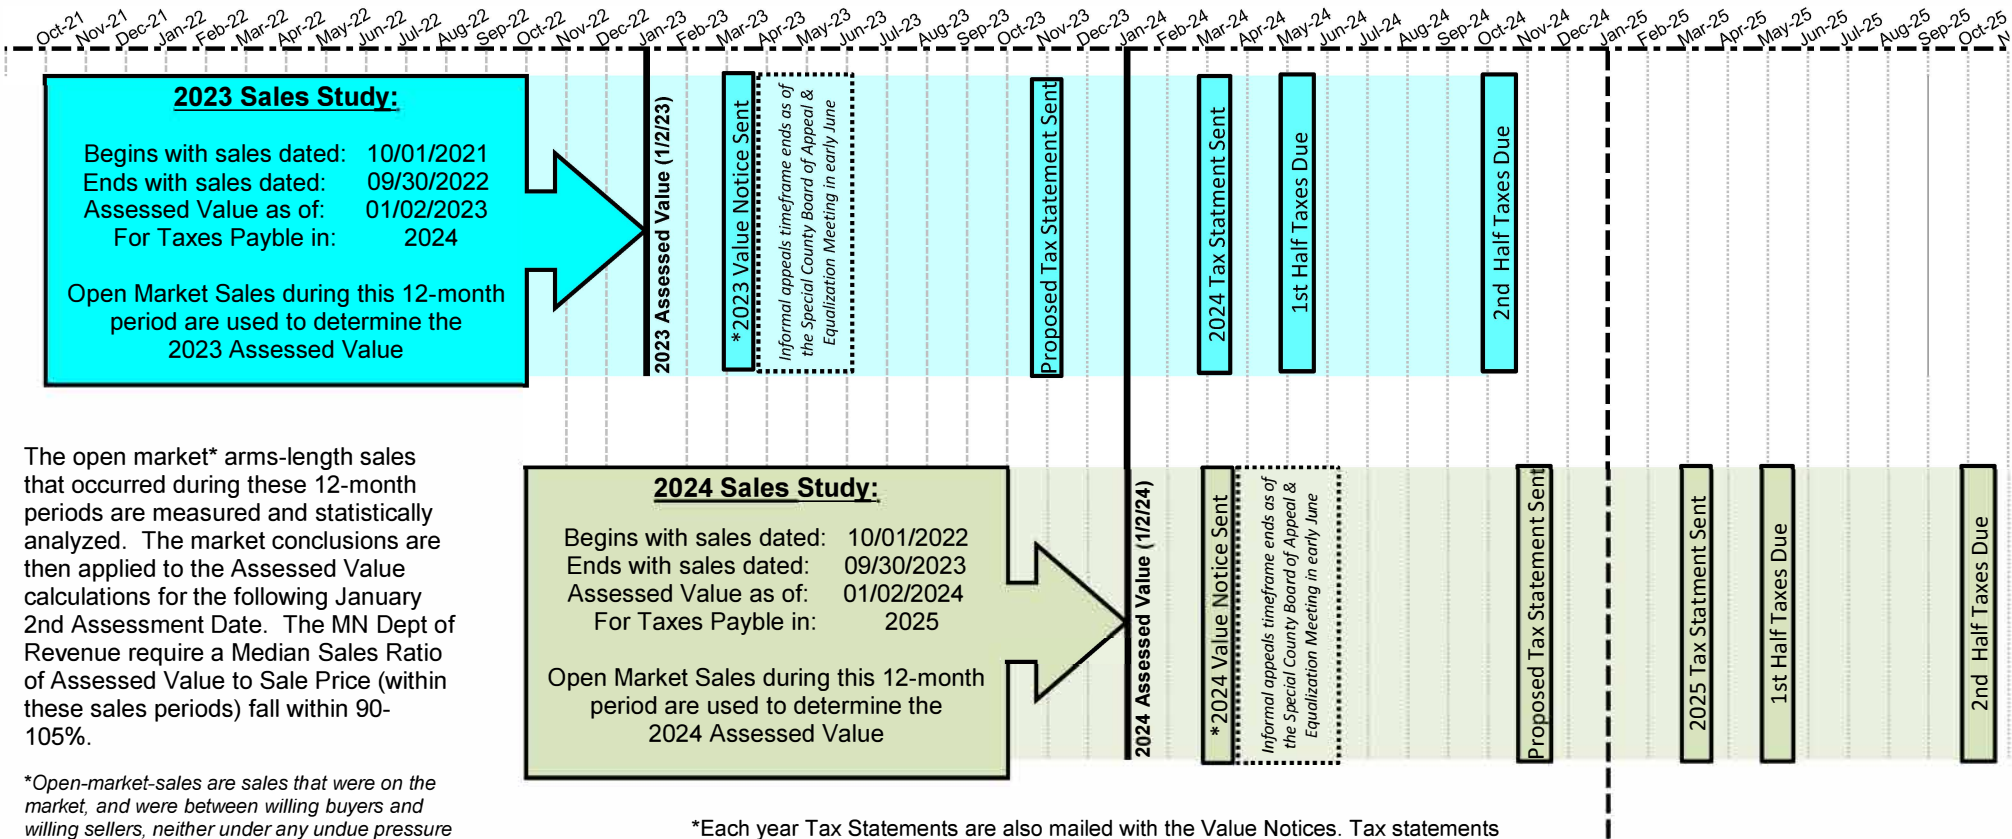 Oct-21 Nov-21 Dec-21 Jan-22 Feb-22 Mar-22 Apr-22 May-22 Jun-22 Jul-22 Aug-22 Sep-22 Oct-22 Nov-22 Dec-22 Jan-23 Feb-23 Mar-23 Apr-23 May-23 Jun-23 Jul-23 Aug-23 Sep-23 Oct-23 Nov-23 Dec-23 Jan-24 Feb-24 Mar-24 Apr-24 May-24 Jun-24 Jul-24 Aug-24 Sep-24 Oct-24 Nov-24 Dec-24 Jan-25 Feb-25 Mar-25 Apr-25 May-25 Jun-25 Jul-25 Aug-25 Sep-25 Oct-25 N
2023 Sales Study:
Begins with sales dated: 10/01/2021
Ends with sales dated: 09/30/2022
Assessed Value as of: 01/02/2023
For Taxes Payble in: 2024
Open Market Sales during this 12-month
period are used to determine the
2023 Assessed Value
2023 Assessed Value (1/2/23)
*2023 Value Notice Sent
Informal appeals timeframe ends as of
the Special County Board of Appeal &
Equalization Meeting in early June
Proposed Tax Statement Sent
2024 Tax Statment Sent
1st Half Taxes Due
2nd Half Taxes Due
The open market* arms-length sales
that occurred during these 12-month
periods are measured and statistically
analyzed. The market conclusions are
then applied to the Assessed Value
calculations for the following January
2nd Assessment Date. The MN Dept of
Revenue require a Median Sales Ratio
of Assessed Value to Sale Price (within
these sales periods) fall within 90-
105%.
*Open-market-sales are sales that were on the
market, and were between willing buyers and
willing sellers, neither under any undue pressure
2024 Sales Study:
Begins with sales dated: 10/01/2022
Ends with sales dated: 09/30/2023
Assessed Value as of: 01/02/2024
For Taxes Payble in: 2025
Open Market Sales during this 12-month
period are used to determine the
2024 Assessed Value
2024 Assessed Value (1/2/24)
*2024 Value Notice Sent
Informal appeals timeframe ends as of
the Special County Board of Appeal &
Equalization Meeting in early June
Proposed Tax Statement Sent
2025 Tax Statment Sent
1st Half Taxes Due
2nd Half Taxes Due
*Each year Tax Statements are also mailed with the Value Notices. Tax statements